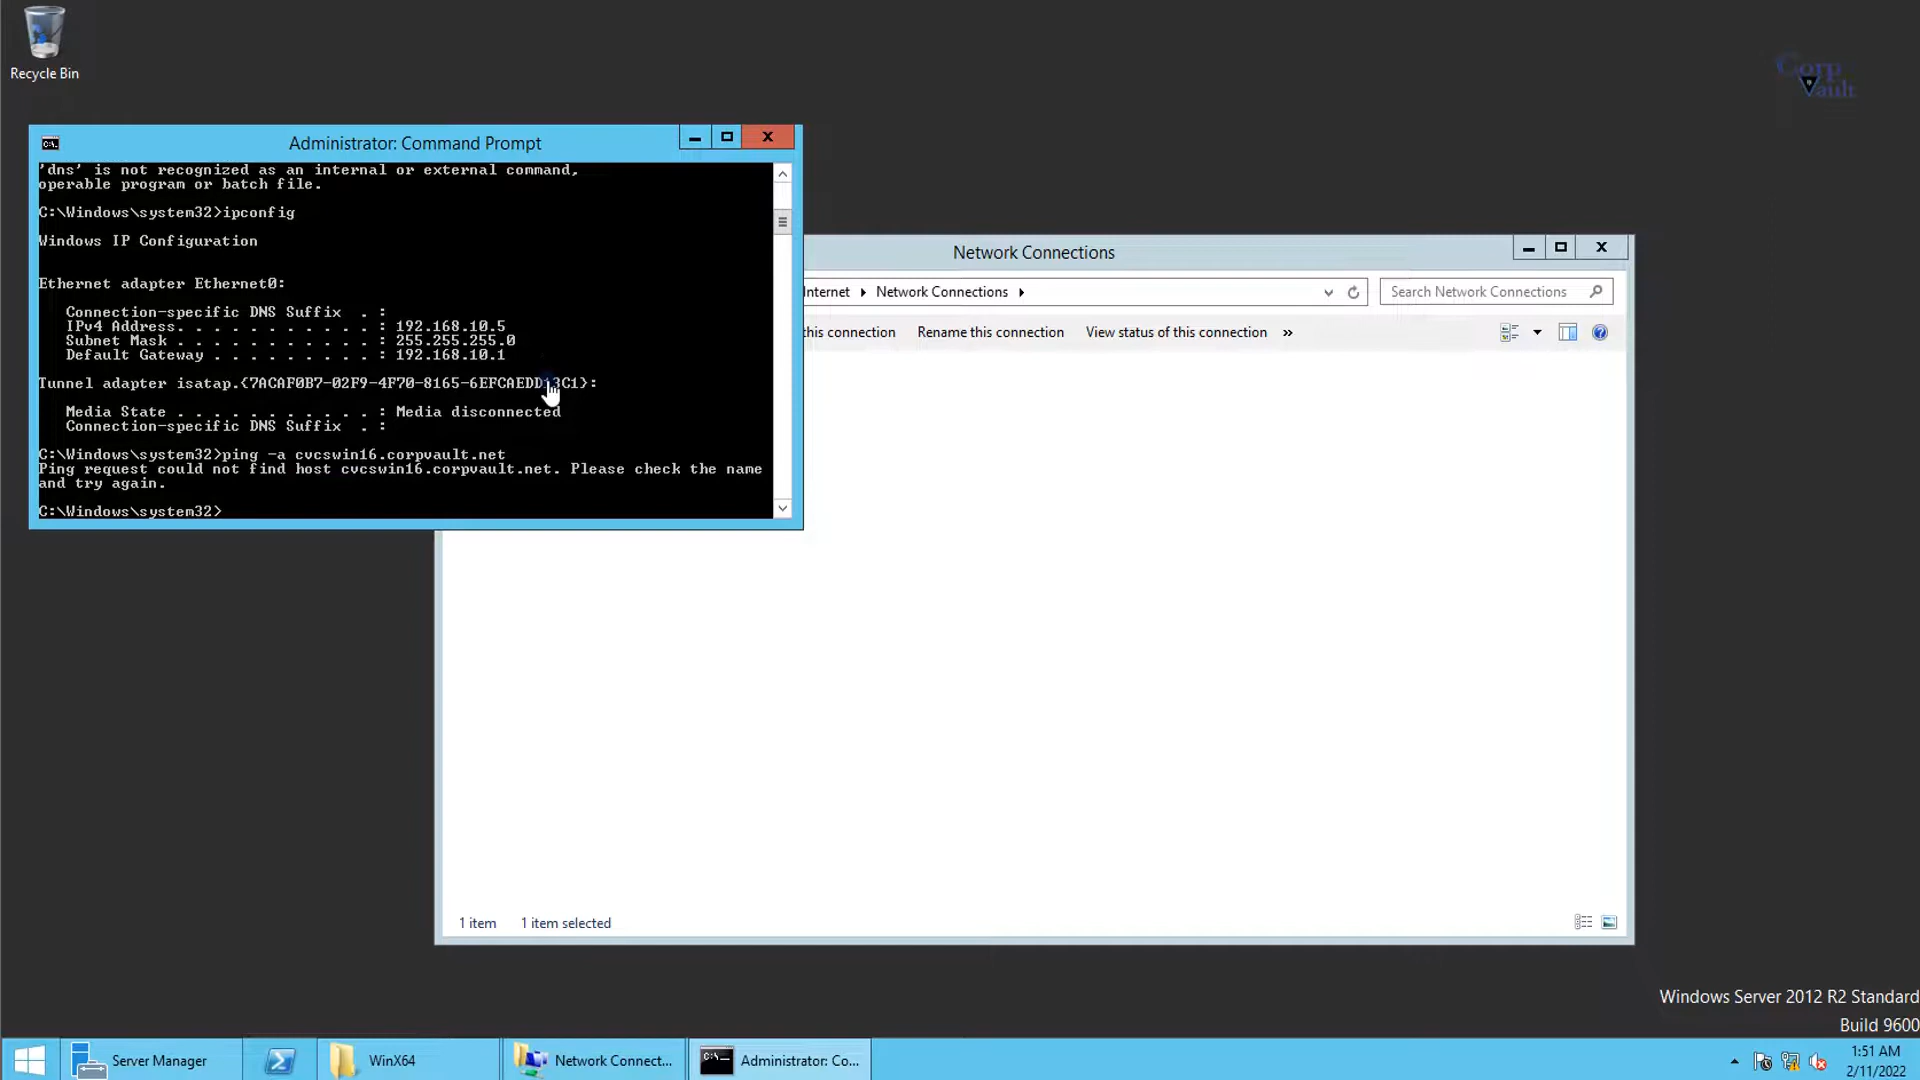 Recycle Bin
Corp
Vault
Administrator: Command Prompt
'dns' is not recognized as an internal or external command,
operable program or batch file.
C:\Windows\system32>ipconfig
Windows IP Configuration
Ethernet adapter Ethernet0:
Connection-specific DNS Suffix . :
IPv4 Address. . . . . . . . . . . : 192.168.10.5
Subnet Mask . . . . . . . . . . . : 255.255.255.0
Default Gateway . . . . . . . . . : 192.168.10.1
Tunnel adapter isatap.{7ACAF0B7-02F9-4F70-8165-6EFCAEDD13C1}:
Media State . . . . . . . . . . . : Media disconnected
Connection-specific DNS Suffix . :
C:\Windows\system32>ping -a cvcswin16.corpvault.net
Ping request could not find host cvcswin16.corpvault.net. Please check the name
and try again.
C:\Windows\system32>
Network Connections
Internet ▸ Network Connections ▸
Search Network Connections
this connection Rename this connection View status of this connection »
1 item 1 item selected
Windows Server 2012 R2 Standard
Build 9600
Server Manager
WinX64
Network Connect...
Administrator: Co...
1:51 AM
2/11/2022